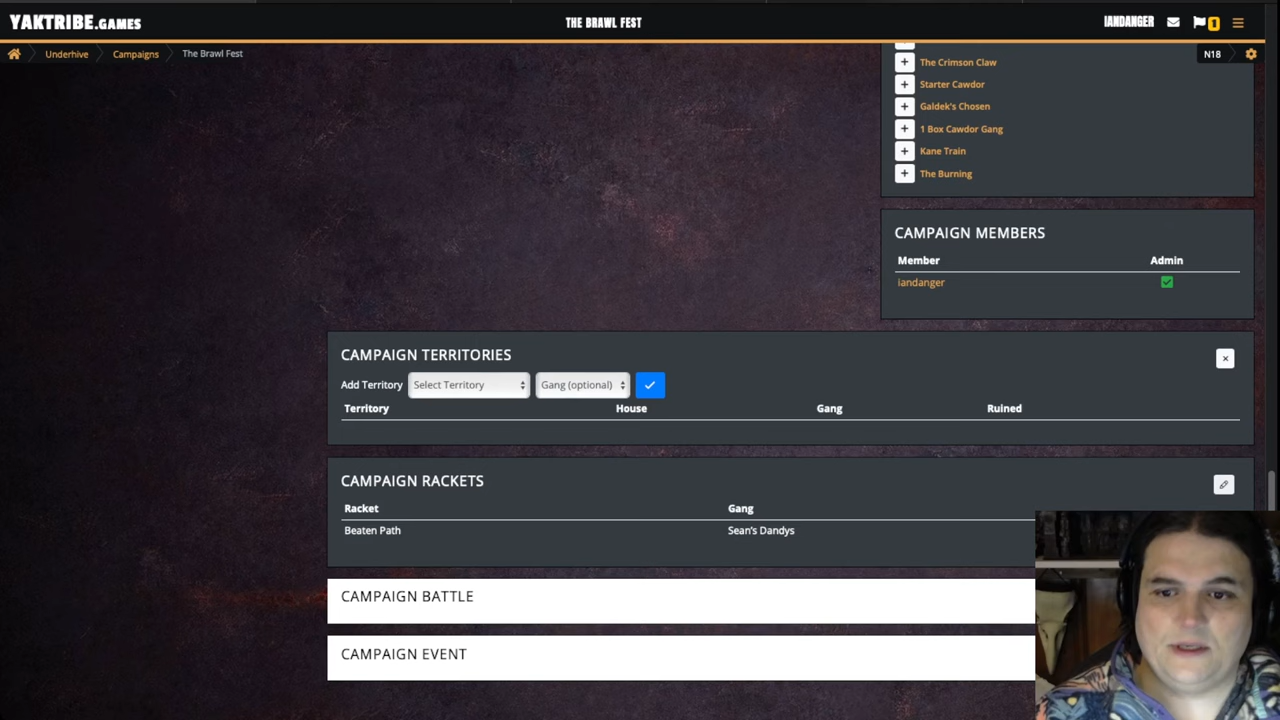 YAKTRIBE.GAMES
THE BRAWL FEST
IANDANGER
1
Underhive
Campaigns
The Brawl Fest
N18
+ The Crimson Claw
+ Starter Cawdor
+ Galdek's Chosen
+ 1 Box Cawdor Gang
+ Kane Train
+ The Burning
CAMPAIGN MEMBERS
Member Admin
iandanger
CAMPAIGN TERRITORIES
Add Territory Select Territory Gang (optional)
Territory House Gang Ruined
CAMPAIGN RACKETS
Racket Gang
Beaten Path Sean's Dandys
CAMPAIGN BATTLE
CAMPAIGN EVENT